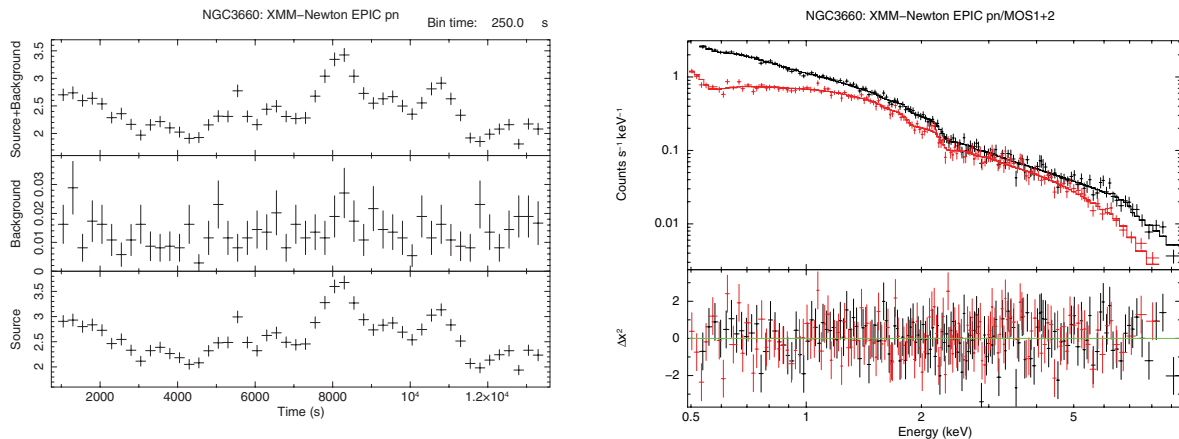 NGC3660: XMM−Newton EPIC pn
Bin time: 250.0 s
Source+Background
3.5
3
2.5
2
Background
0.03
0.02
0.01
0
Source
3.5
3
2.5
2
2000 4000 6000 8000 10⁴ 1.2×10⁴
Time (s)
NGC3660: XMM−Newton EPIC pn/MOS1+2
Counts s⁻¹ keV⁻¹
1
0.1
0.01
Δχ²
2
0
−2
0.5 1 2 5
Energy (keV)